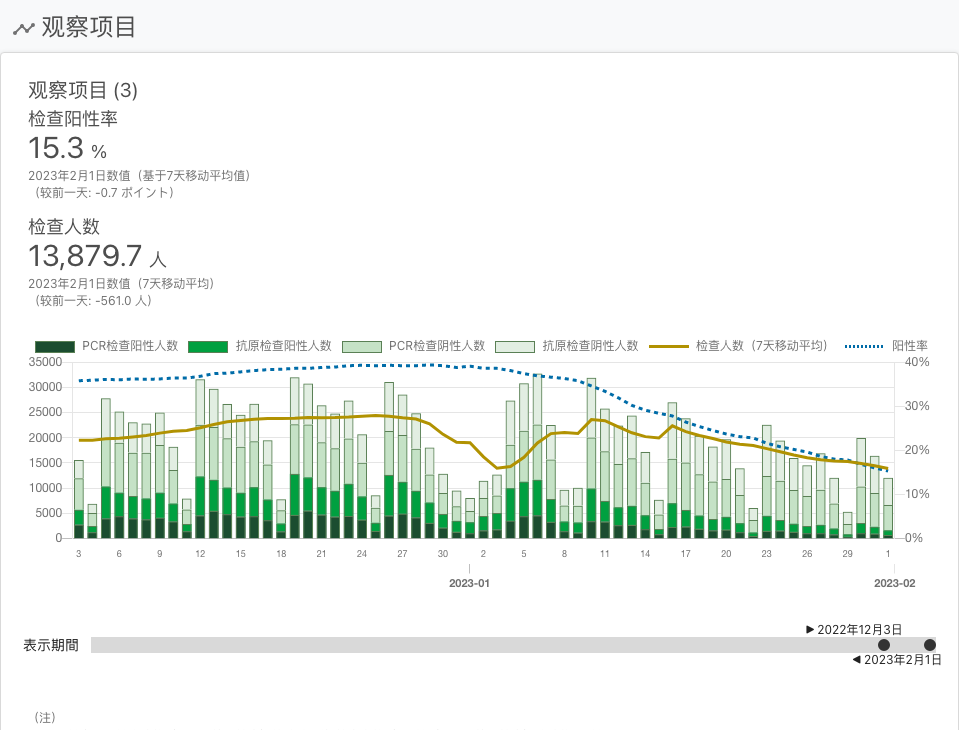 观察项目
观察项目 (3)
检查阳性率
15.3 %
2023年2月1日数值（基于7天移动平均值）
（较前一天: -0.7 ポイント）
检查人数
13,879.7 人
2023年2月1日数值（7天移动平均）
（较前一天: -561.0 人）
PCR检查阳性人数 抗原检查阳性人数 PCR检查阴性人数 抗原检查阴性人数 检查人数（7天移动平均） 阳性率
35000 40%
30000
25000 30%
20000 20%
15000
10000 10%
5000
0 0%
3 6 9 12 15 18 21 24 27 30 2 5 8 11 14 17 20 23 26 29 1
2023-01 2023-02
▶ 2022年12月3日
表示期間
◀ 2023年2月1日
（注）